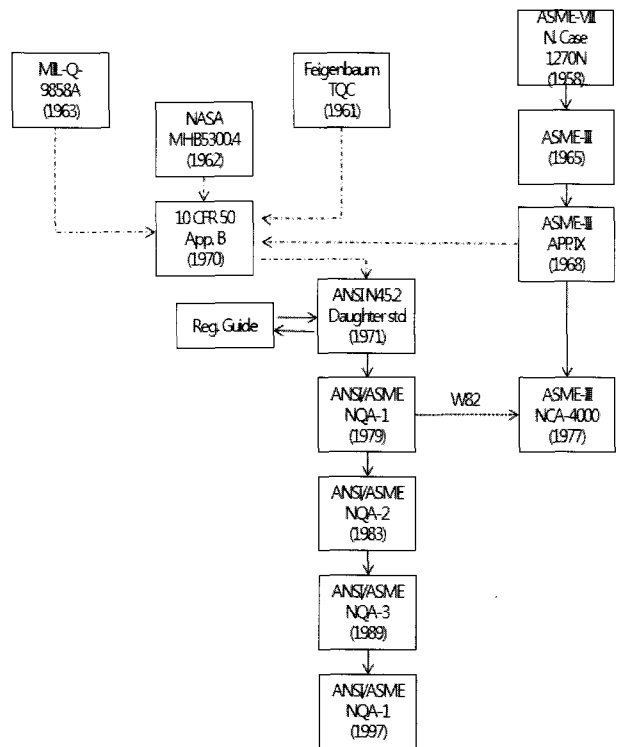 ASME-VIII
N. Case
1270N
(1958)
MIL-Q-
9858A
(1963)
Feigenbaum
TQC
(1961)
NASA
MHB5300.4
(1962)
ASME-III
(1965)
10 CFR 50
App. B
(1970)
ASME-III
APP.IX
(1968)
ANSI N45.2
Daughter std
(1971)
Reg. Guide
ANSI/ASME
NQA-1
(1979)
W82
ASME-III
NCA-4000
(1977)
ANSI/ASME
NQA-2
(1983)
ANSI/ASME
NQA-3
(1989)
ANSI/ASME
NQA-1
(1997)